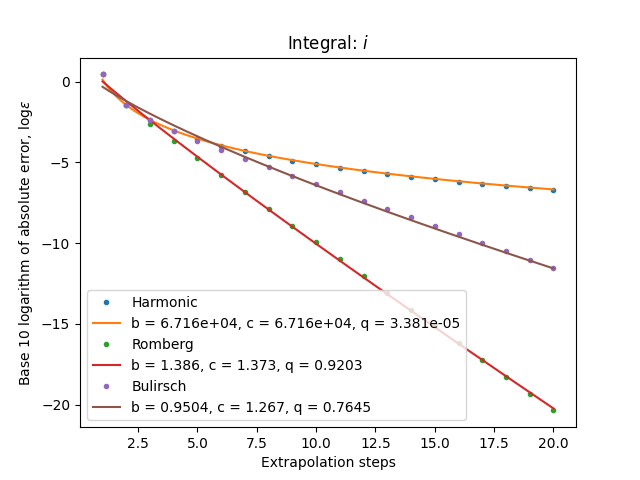 Integral: i
Base 10 logarithm of absolute error, logε
0
−5
−10
−15
−20
Harmonic
b = 6.716e+04, c = 6.716e+04, q = 3.381e-05
Romberg
b = 1.386, c = 1.373, q = 0.9203
Bulirsch
b = 0.9504, c = 1.267, q = 0.7645
2.5 5.0 7.5 10.0 12.5 15.0 17.5 20.0
Extrapolation steps